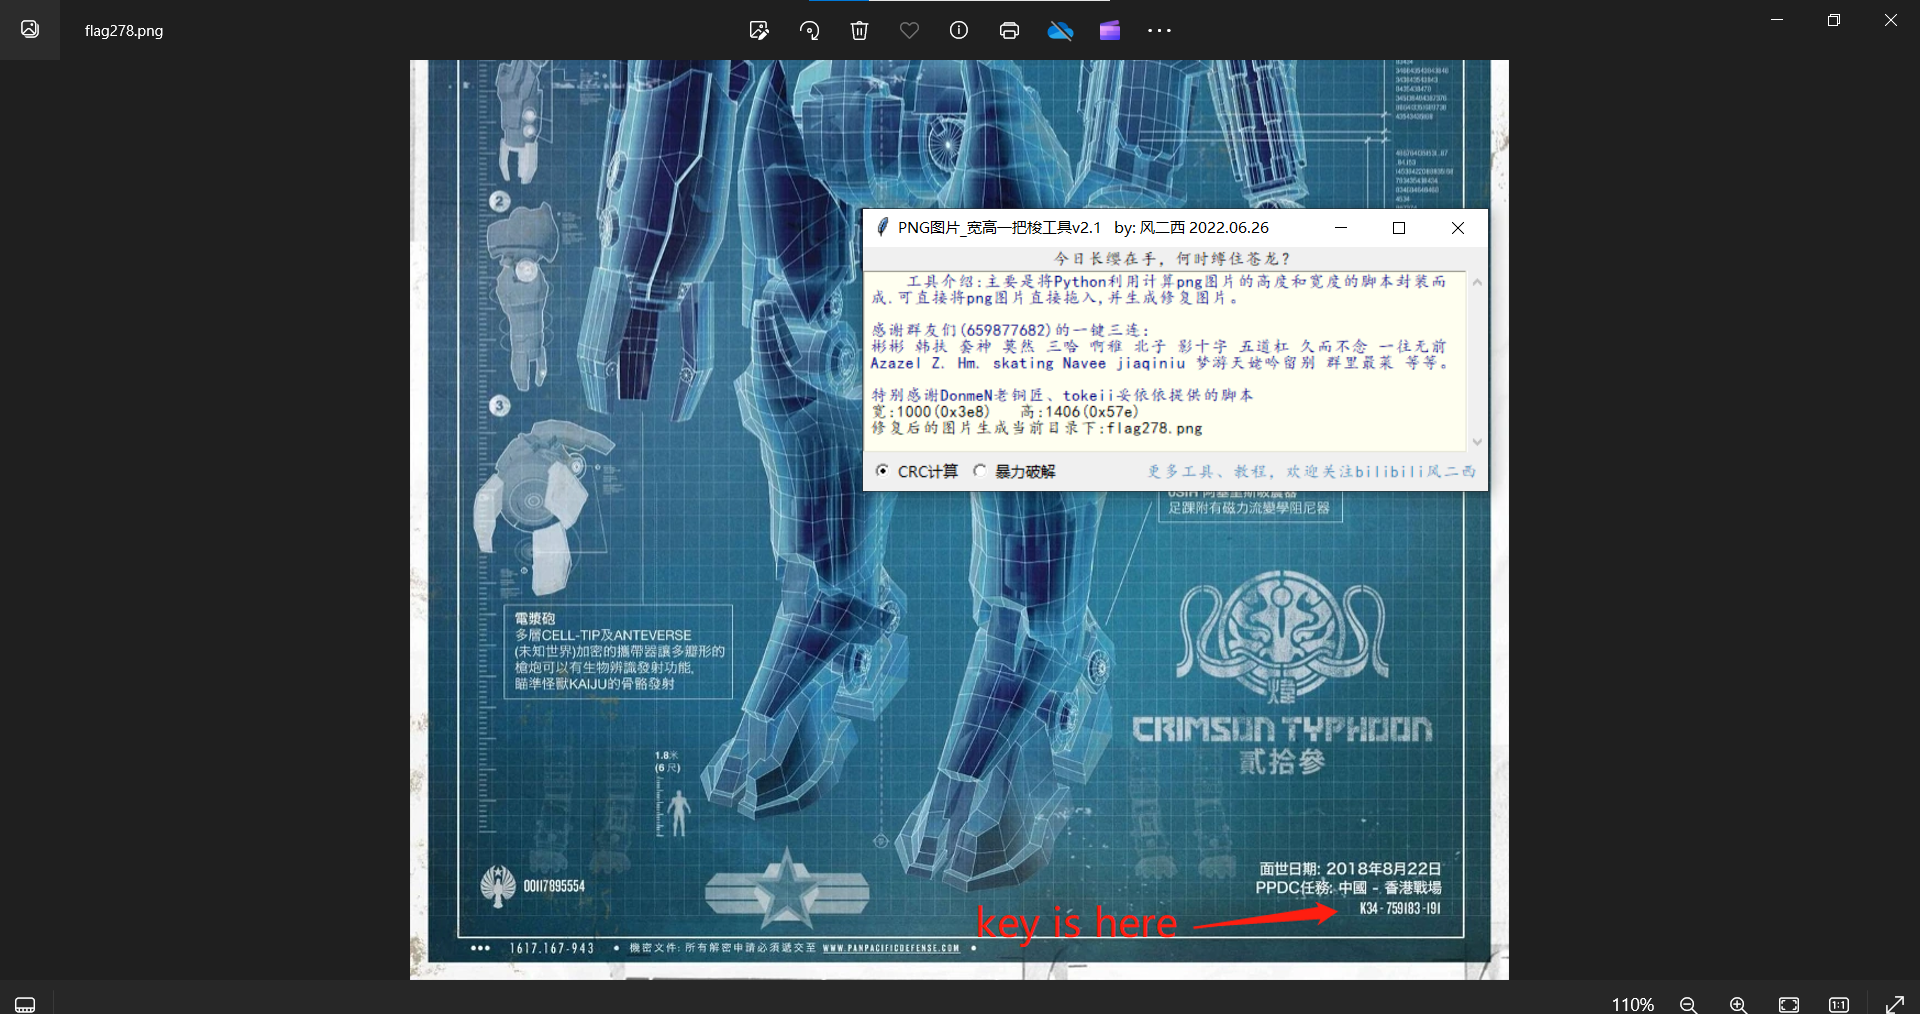 flag278.png
PNG图片_宽高一把梭工具v2.1 by: 风二西 2022.06.26
今日长缨在手, 何时缚住苍龙?
工具介绍:主要是将Python利用计算png图片的高度和宽度的脚本封装而
成.可直接将png图片直接拖入,并生成修复图片。
感谢群友们(659877682)的一键三连:
彬彬 韩扶 套神 莫然 三哈 啊稚 北子 影十字 五道杠 久而不念 一往无前
Azazel Z. Hm. skating Navee jiaqiniu 梦游天姥吟留别 群里最菜 等等。
特别感谢DonmeN老铜匠、tokeii妥依依提供的脚本
宽:1000(0x3e8) 高:1406(0x57e)
修复后的图片生成当前目录下:flag278.png
CRC计算 暴力破解 更多工具、教程, 欢迎关注bilibili风二西
2
3
足踝附有磁力流變學阻尼器
電漿砲
多層CELL-TIP及ANTEVERSE
(未知世界)加密的攜帶器讓多瓣形的
槍炮可以有生物辨識發射功能,
瞄準怪獸KAIJU的骨骼發射
煒
CRIMSON TYPHOON
貳拾參
1.8米
(6 尺)
00117895554
面世日期: 2018年8月22日
PPDC任務: 中國 - 香港戰場
K34-759183-191
key is here
1617.167-943 • 機密文件: 所有解密申請必須遞交至 WWW.PANPACIFICDEFENSE.COM •
110%
1:1